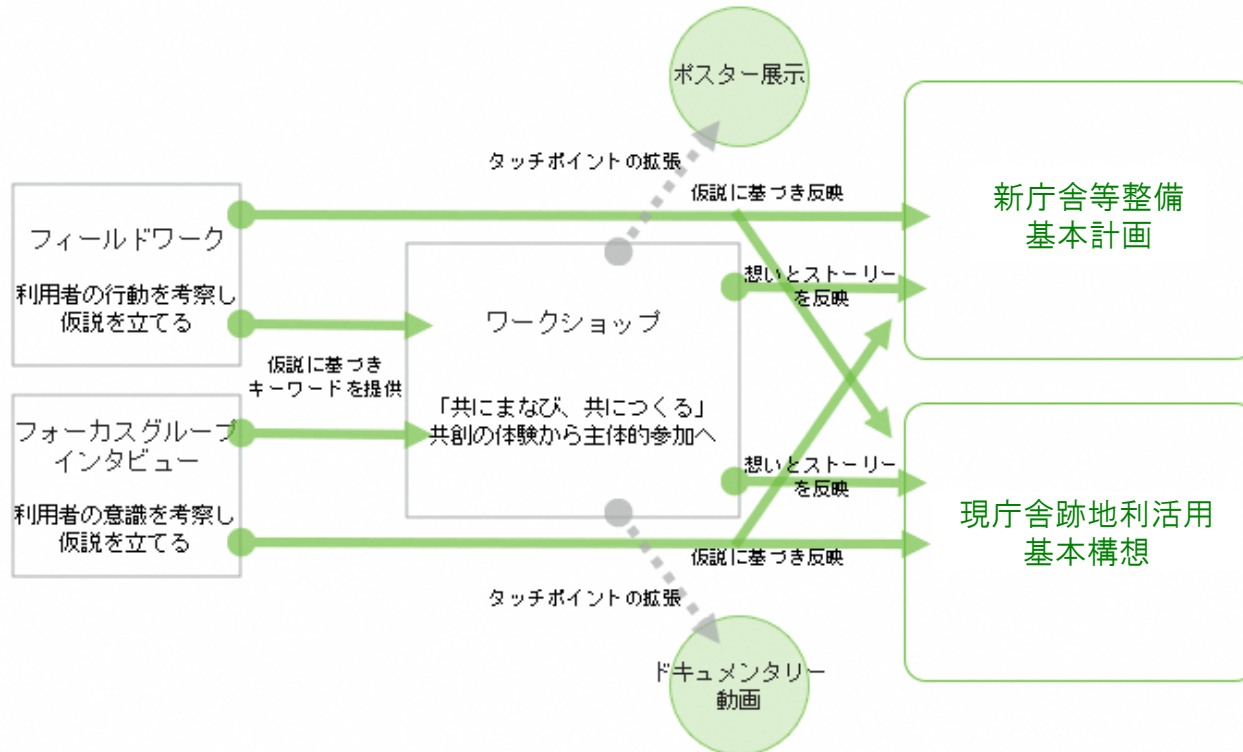 ポスター展示
タッチポイントの拡張
仮説に基づき反映
新庁舎等整備
基本計画
フィールドワーク
利用者の行動を考察し
仮説を立てる
想いとストーリー
を反映
ワークショップ
仮説に基づき
キーワードを提供
「共にまなび、共につくる」
共創の体験から主体的参加へ
フォーカスグループ
インタビュー
利用者の意識を考察し
仮説を立てる
想いとストーリー
を反映
現庁舎跡地利活用
基本構想
仮説に基づき反映
タッチポイントの拡張
ドキュメンタリー
動画